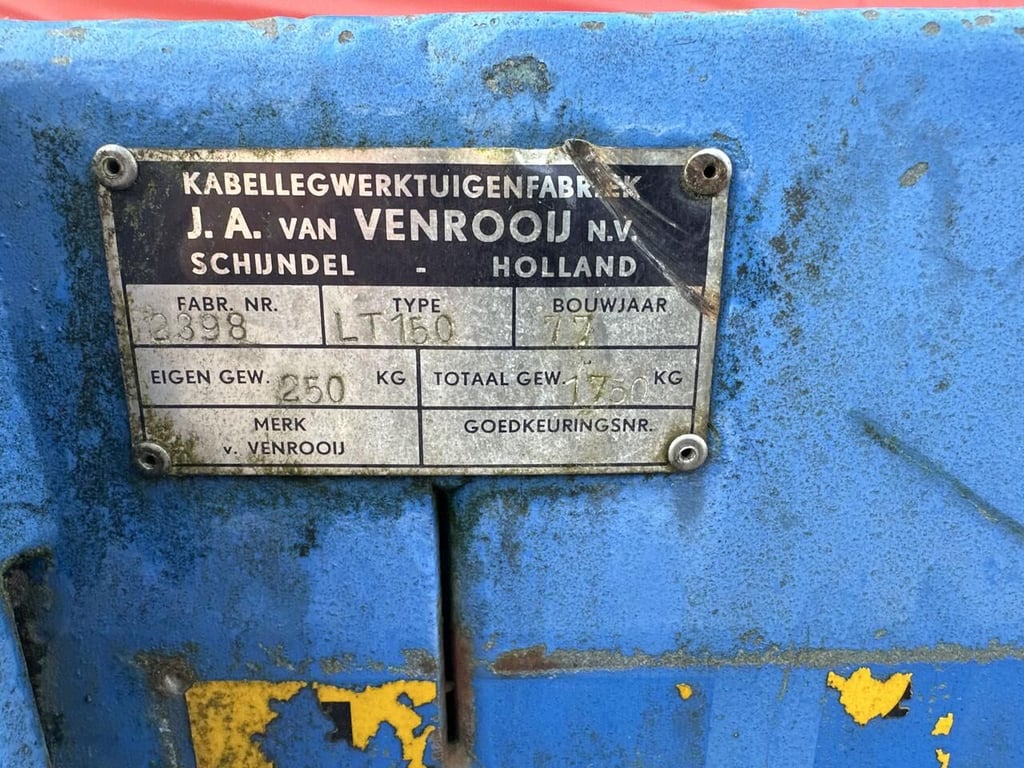 KABELLEGWERKTUIGENFABRIEK
J. A. VAN VENROOIJ N.V.
SCHIJNDEL - HOLLAND
FABR. NR. TYPE BOUWJAAR
2398 LT150 77
EIGEN GEW. 250 KG TOTAAL GEW. 1750 KG
MERK GOEDKEURINGSNR.
v. VENROOIJ